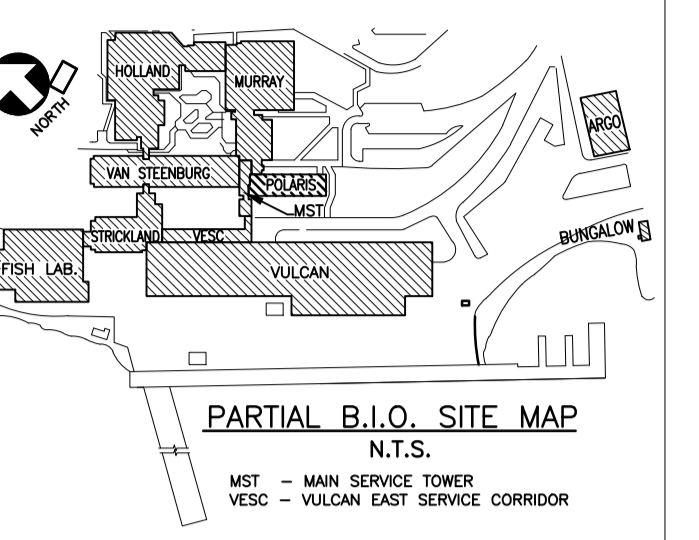 HOLLAND
MURRAY
NORTH
ARGO
VAN STEENBURG
POLARIS
MST
STRICKLAND
VESC
BUNGALOW
FISH LAB.
VULCAN
PARTIAL B.I.O. SITE MAP
N.T.S.
MST – MAIN SERVICE TOWER
VESC – VULCAN EAST SERVICE CORRIDOR